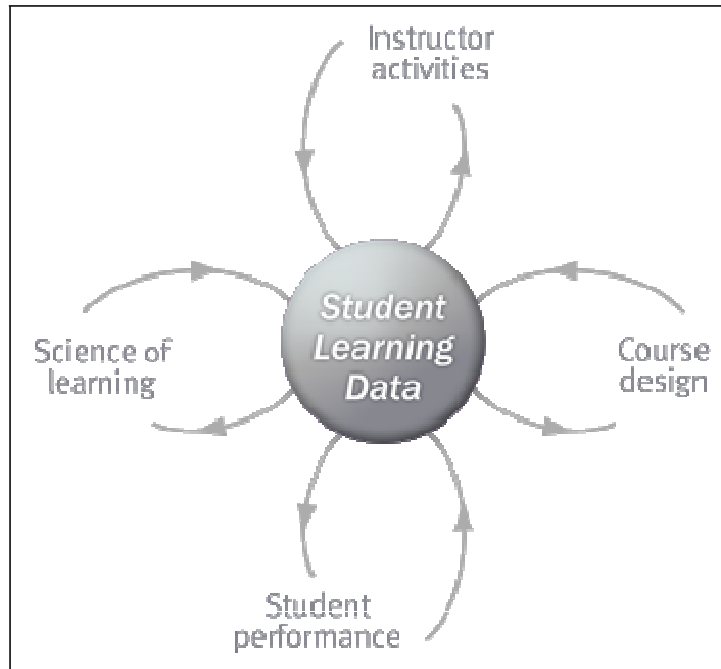 Instructor
activities
Student
Learning
Data
Science of
learning
Course
design
Student
performance